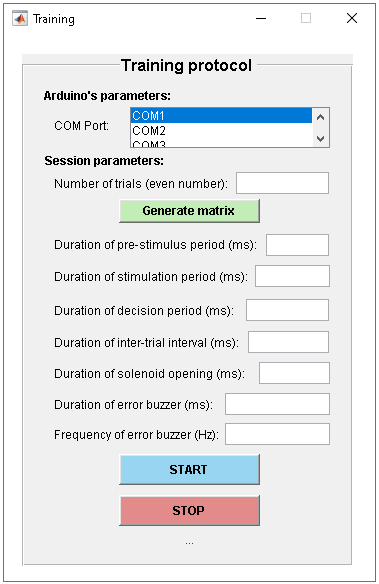 Training
Training protocol
Arduino's parameters:
COM Port:
COM1
COM2
COM3
Session parameters:
Number of trials (even number):
Generate matrix
Duration of pre-stimulus period (ms):
Duration of stimulation period (ms):
Duration of decision period (ms):
Duration of inter-trial interval (ms):
Duration of solenoid opening (ms):
Duration of error buzzer (ms):
Frequency of error buzzer (Hz):
START
STOP
...